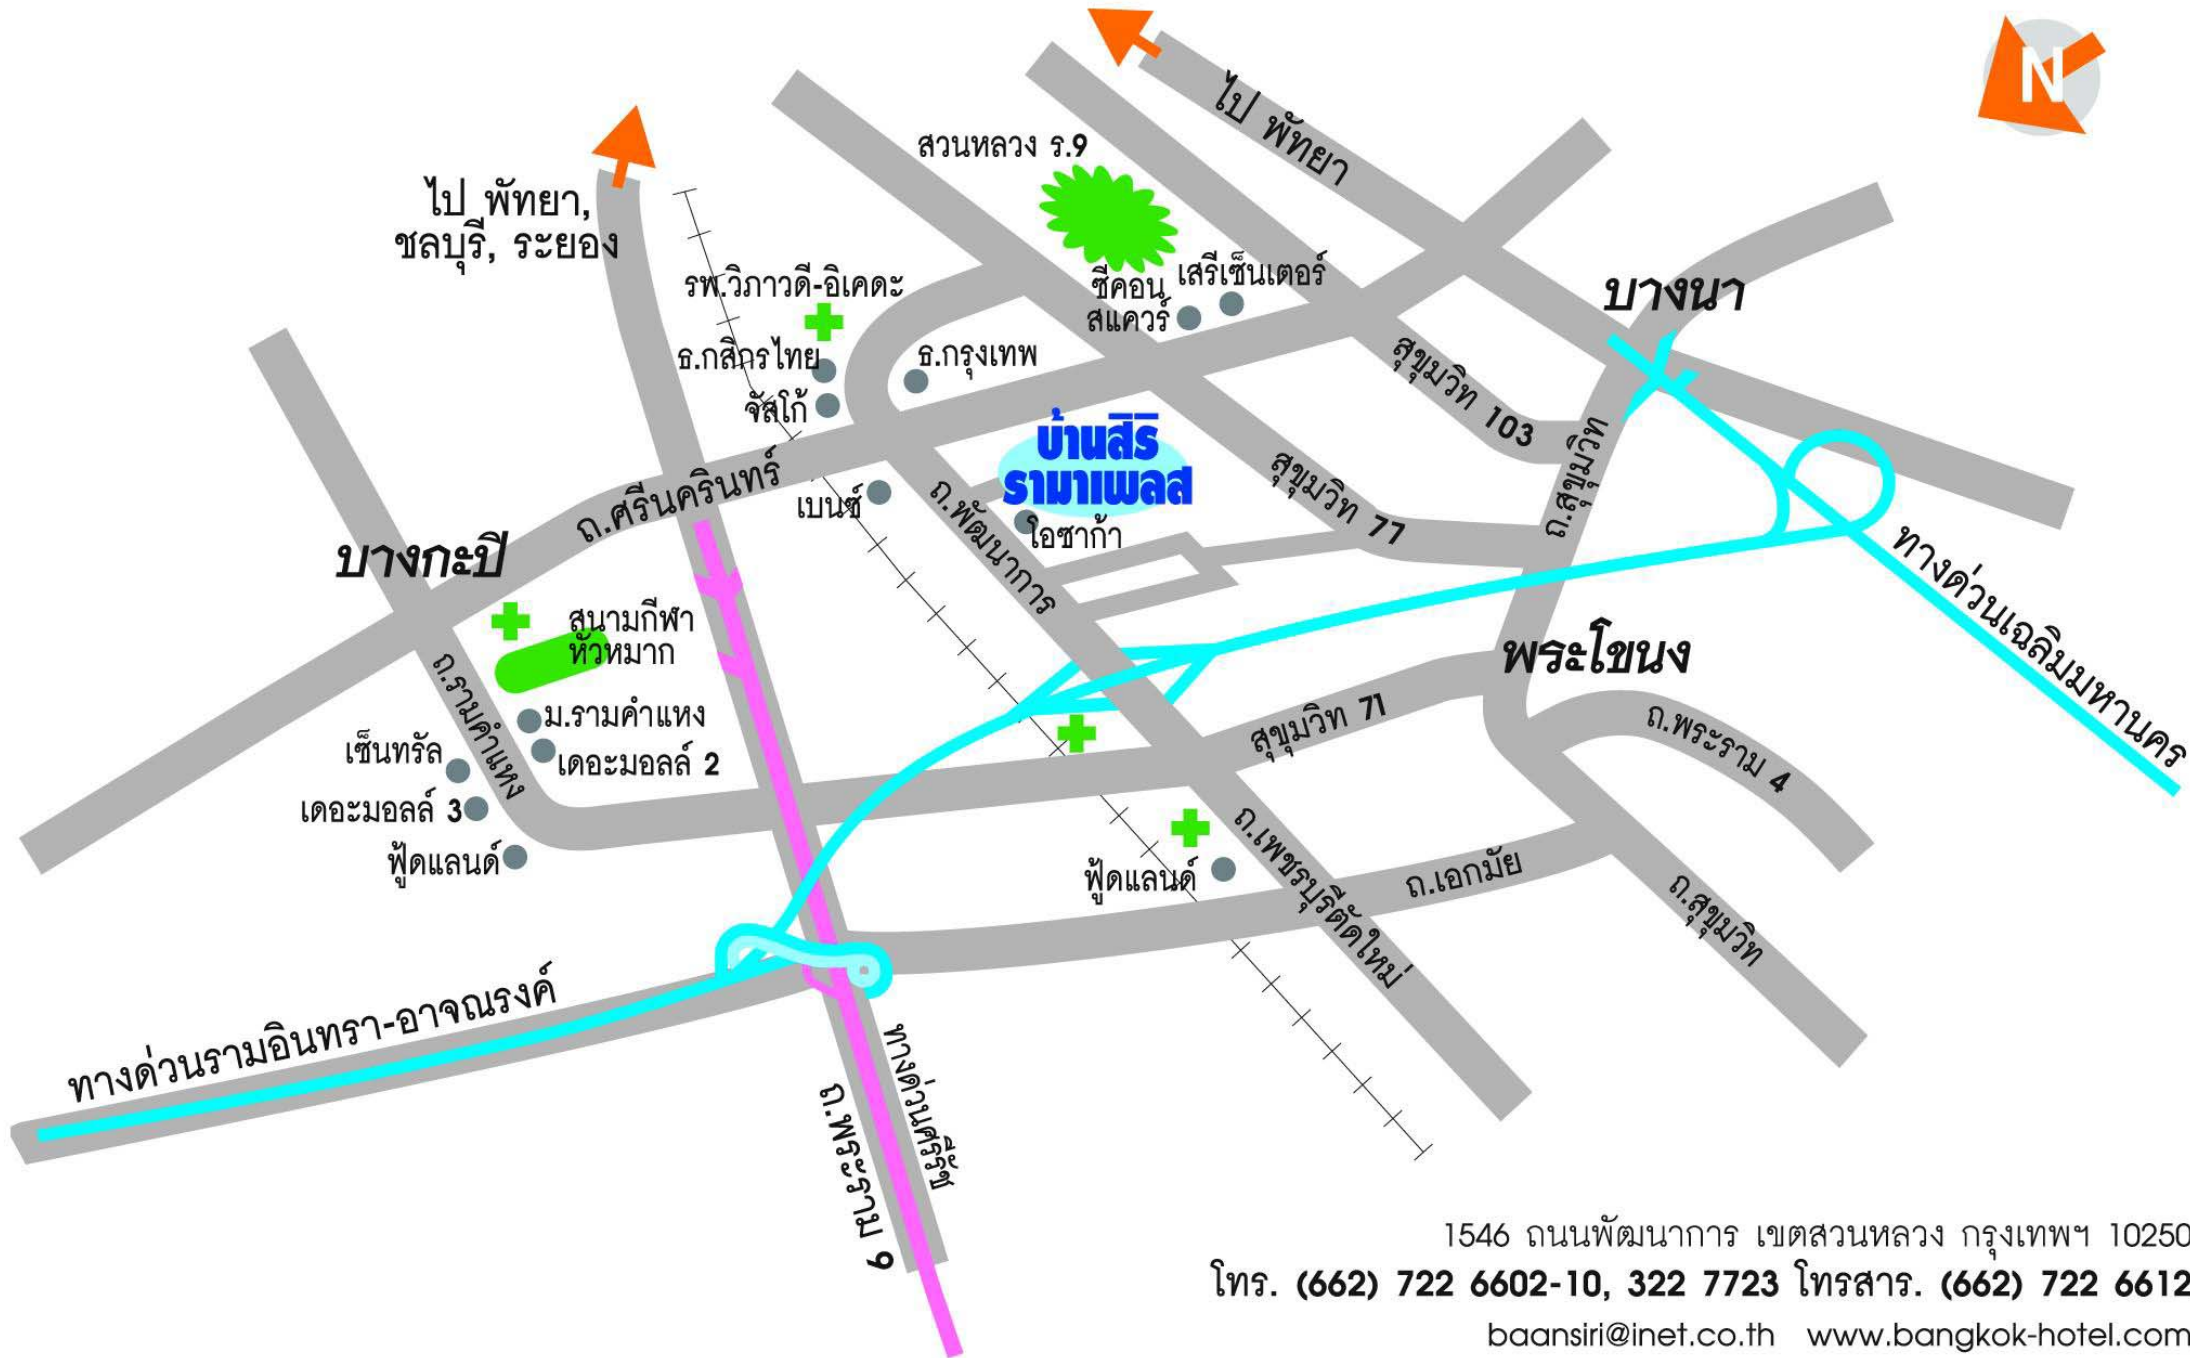 N
ไป พัทยา
สวนหลวง ร.9
ไป พัทยา,
ชลบุรี, ระยอง
รพ.วิภาวดี-อิเคดะ
ซีคอน
สแควร์
เสรีเซ็นเตอร์
บางนา
ธ.กสิกรไทย
ธ.กรุงเทพ
จัสโก้
สุขุมวิท 103
บ้านสิริ
รามาเพลส
ถ.ศรีนครินทร์
เบนซ์
ถ.พัฒนาการ
โอซาก้า
สุขุมวิท 77
ถ.สุขุมวิท
บางกะปิ
ทางด่วนเฉลิมมหานคร
สนามกีฬา
หัวหมาก
พระโขนง
ถ.รามคำแหง
ม.รามคำแหง
เดอะมอลล์ 2
เซ็นทรัล
เดอะมอลล์ 3
ฟู้ดแลนด์
สุขุมวิท 71
ถ.พระราม 4
ถ.เพชรบุรีตัดใหม่
ฟู้ดแลนด์
ถ.เอกมัย
ถ.สุขุมวิท
ทางด่วนรามอินทรา-อาจณรงค์
ทางด่วนศรีรัช
ถ.พระราม 9
1546 ถนนพัฒนาการ เขตสวนหลวง กรุงเทพฯ 10250
โทร. (662) 722 6602-10, 322 7723 โทรสาร. (662) 722 6612
baansiri@inet.co.th www.bangkok-hotel.com